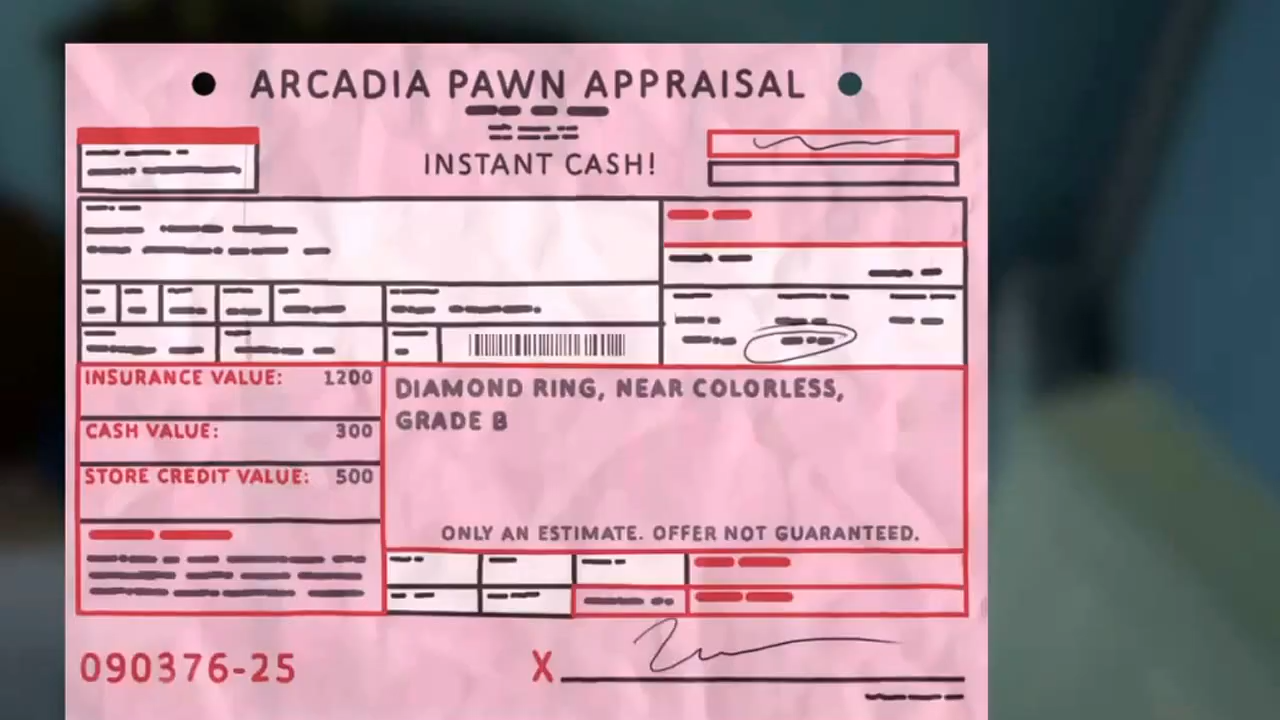 ARCADIA PAWN APPRAISAL
INSTANT CASH!
INSURANCE VALUE: 1200
CASH VALUE: 300
STORE CREDIT VALUE: 500
DIAMOND RING, NEAR COLORLESS,
GRADE B
ONLY AN ESTIMATE. OFFER NOT GUARANTEED.
090376-25
X